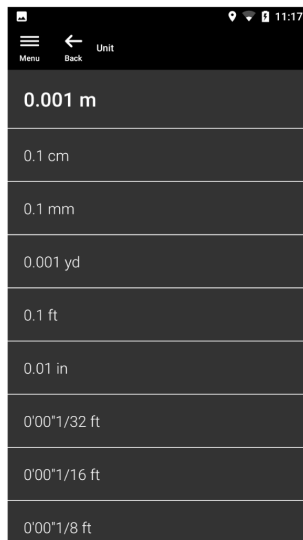 11:17
Menu
Back
Unit
0.001 m
0.1 cm
0.1 mm
0.001 yd
0.1 ft
0.01 in
0'00"1/32 ft
0'00"1/16 ft
0'00"1/8 ft